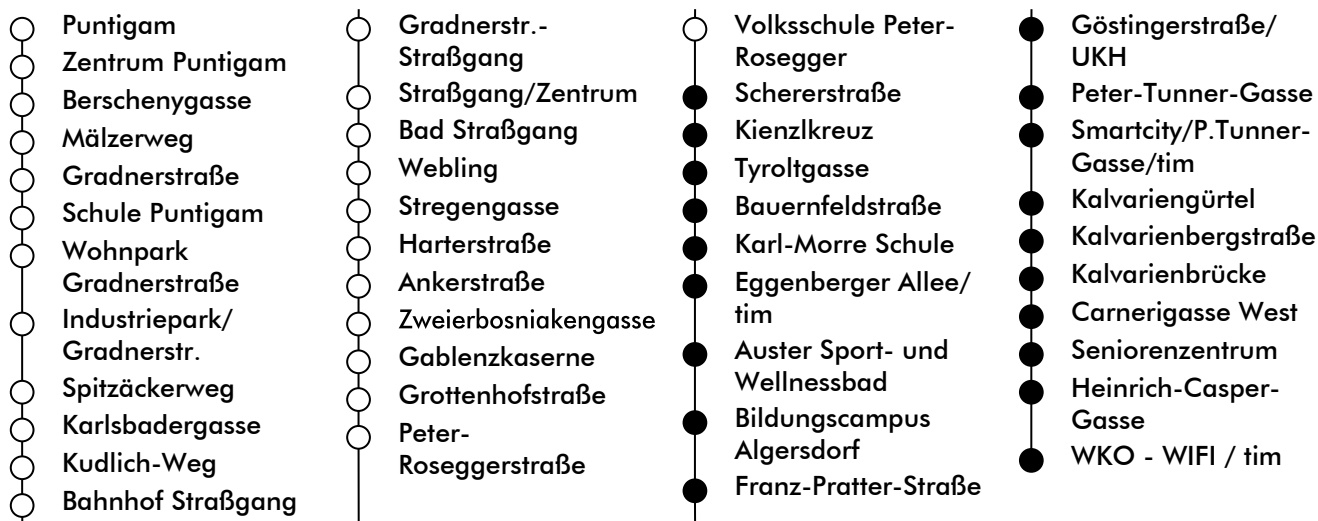 Puntigam
Zentrum Puntigam
Berschenygasse
Mälzerweg
Gradnerstraße
Schule Puntigam
Wohnpark
Gradnerstraße
Industriepark/
Gradnerstr.
Spitzäckerweg
Karlsbadergasse
Kudlich-Weg
Bahnhof Straßgang
Gradnerstr.-
Straßgang
Straßgang/Zentrum
Bad Straßgang
Webling
Stregengasse
Harterstraße
Ankerstraße
Zweierbosniakengasse
Gablenzkaserne
Grottenhofstraße
Peter-
Roseggerstraße
Volksschule Peter-
Rosegger
Schererstraße
Kienzlkreuz
Tyroltgasse
Bauernfeldstraße
Karl-Morre Schule
Eggenberger Allee/
tim
Auster Sport- und
Wellnessbad
Bildungscampus
Algersdorf
Franz-Pratter-Straße
Göstingerstraße/
UKH
Peter-Tunner-Gasse
Smartcity/P.Tunner-
Gasse/tim
Kalvariengürtel
Kalvarienbergstraße
Kalvarienbrücke
Carnerigasse West
Seniorenzentrum
Heinrich-Casper-
Gasse
WKO - WIFI / tim